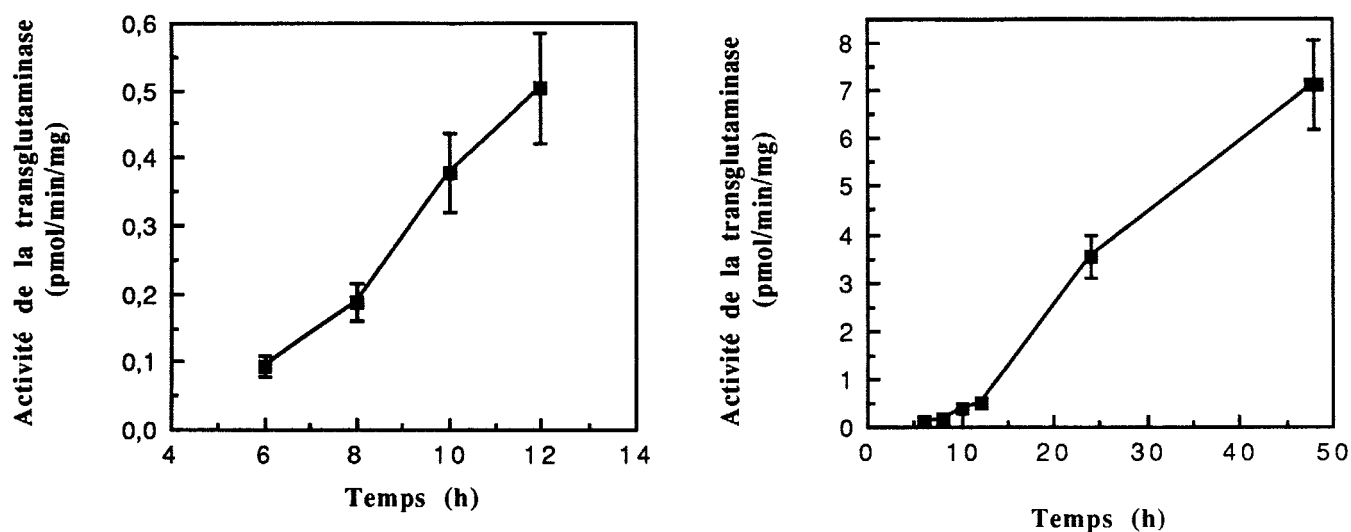 Activité de la transglutaminase
(pmol/min/mg)
0,6
0,5
0,4
0,3
0,2
0,1
0,0
4 6 8 10 12 14
Temps (h)
Activité de la transglutaminase
(pmol/min/mg)
8
7
6
5
4
3
2
1
0
0 10 20 30 40 50
Temps (h)